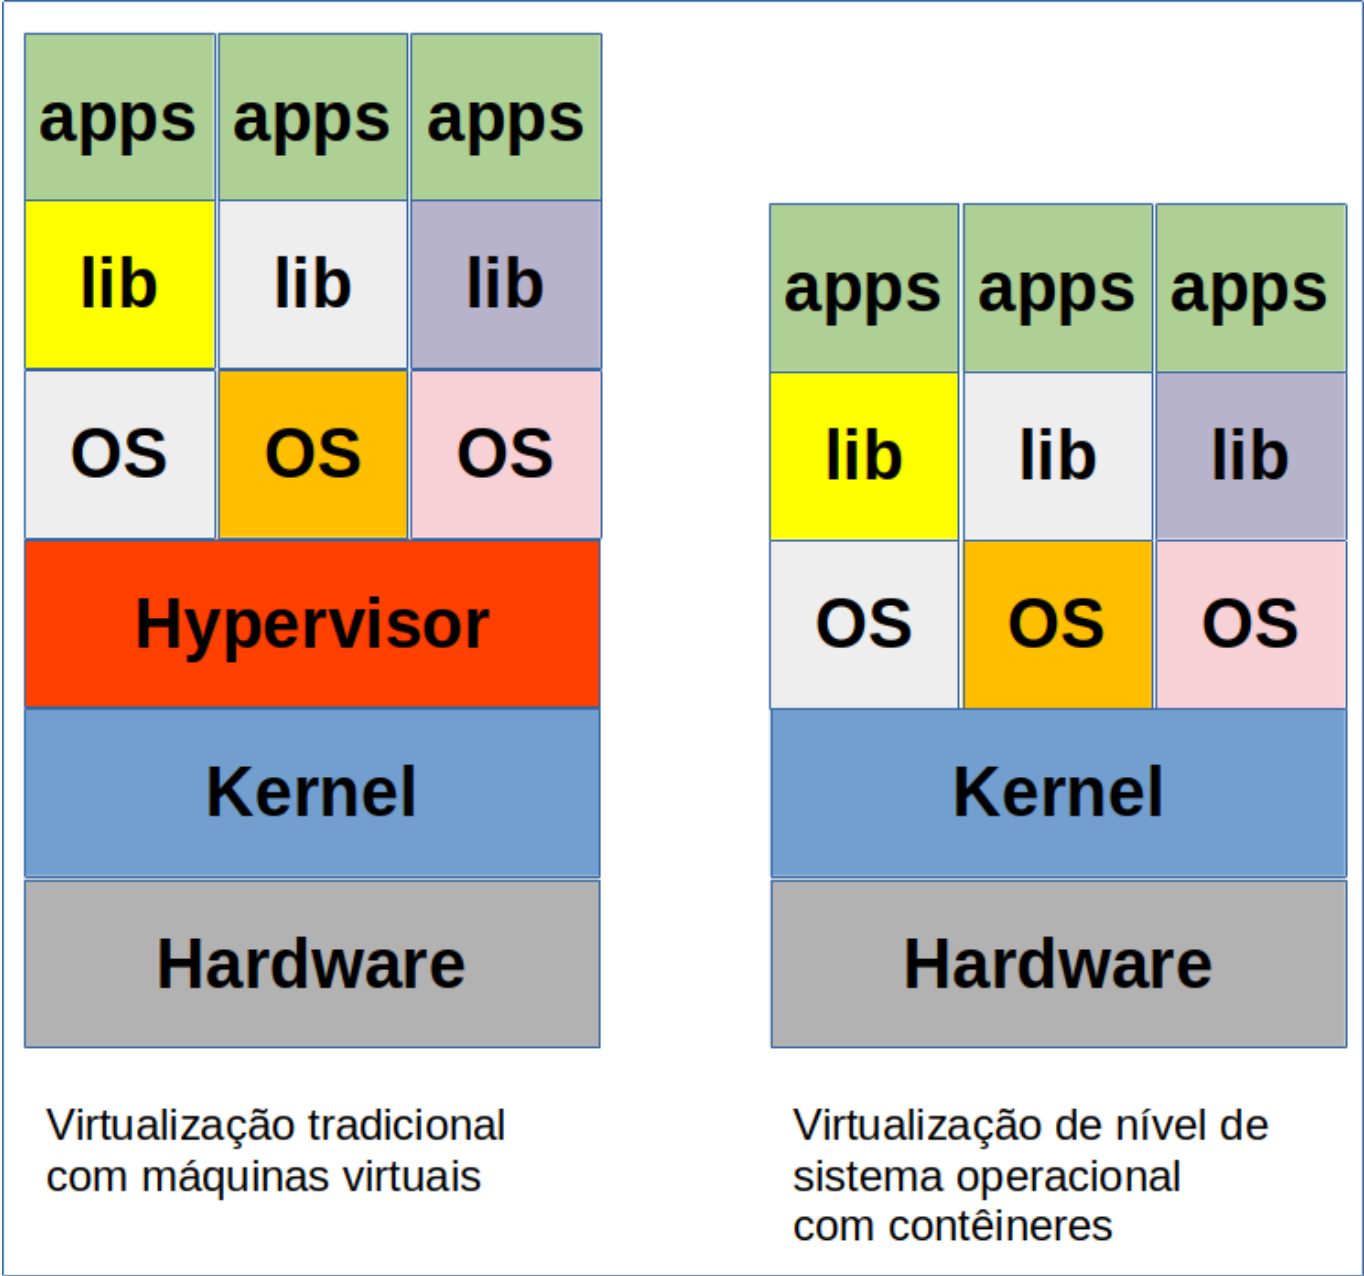 apps apps apps
lib lib lib
OS OS OS
Hypervisor
Kernel
Hardware
Virtualização tradicional
com máquinas virtuais
apps apps apps
lib lib lib
OS OS OS
Kernel
Hardware
Virtualização de nível de
sistema operacional
com contêineres